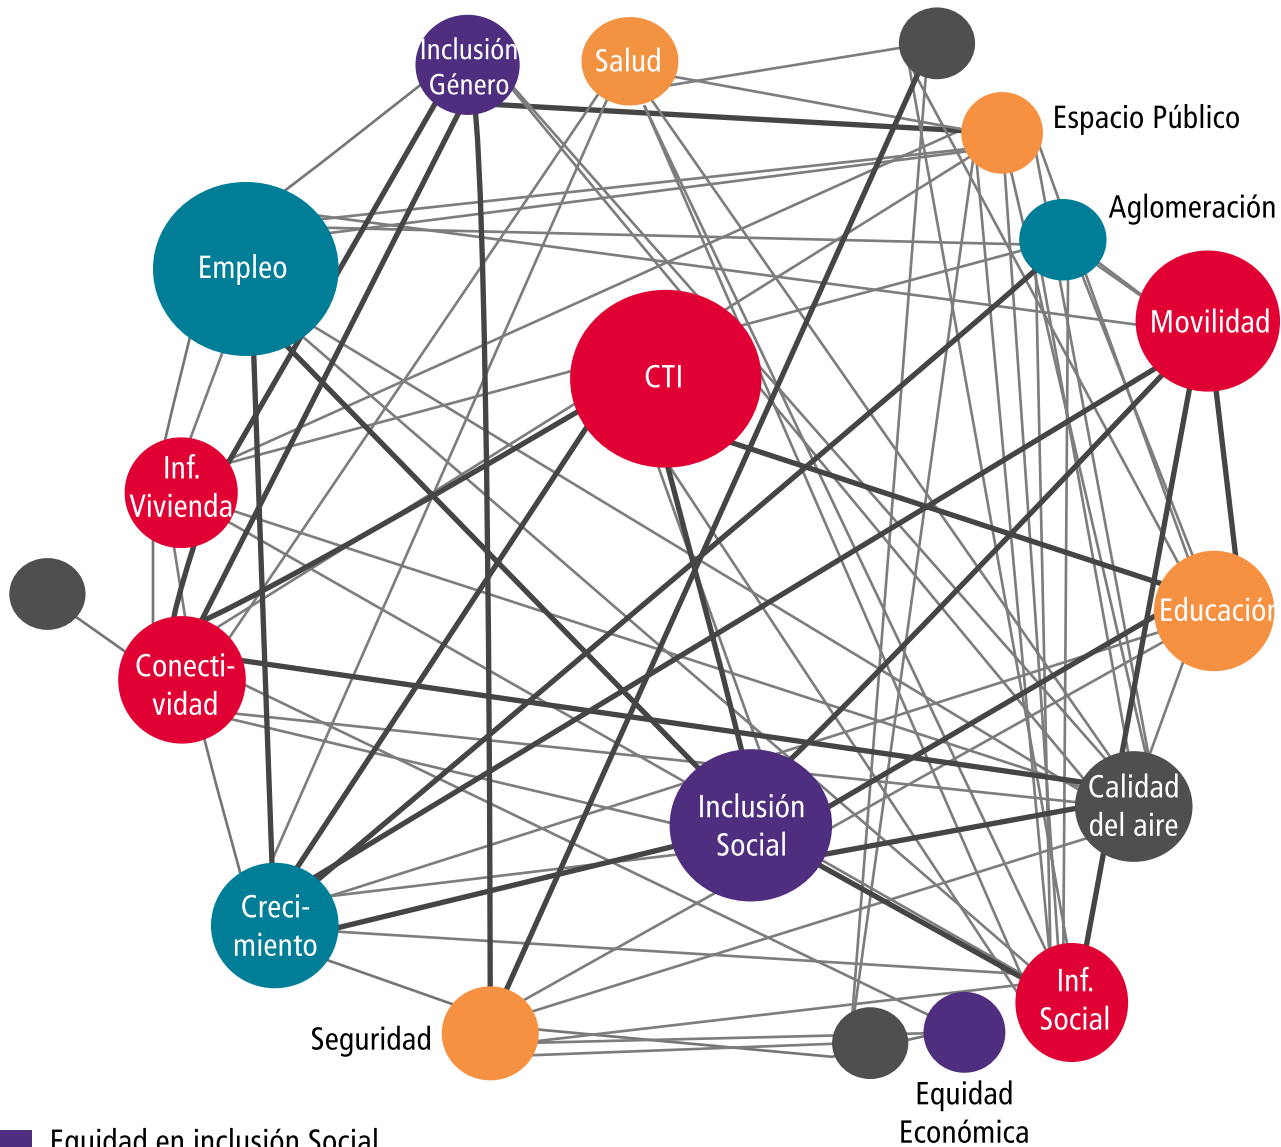 Inclusión
Género
Salud
Espacio Público
Aglomeración
Empleo
Movilidad
CTI
Inf.
Vivienda
Educación
Conecti-
vidad
Calidad
del aire
Inclusión
Social
Creci-
miento
Inf.
Social
Seguridad
Equidad
Económica
Equidad en inclusión Social